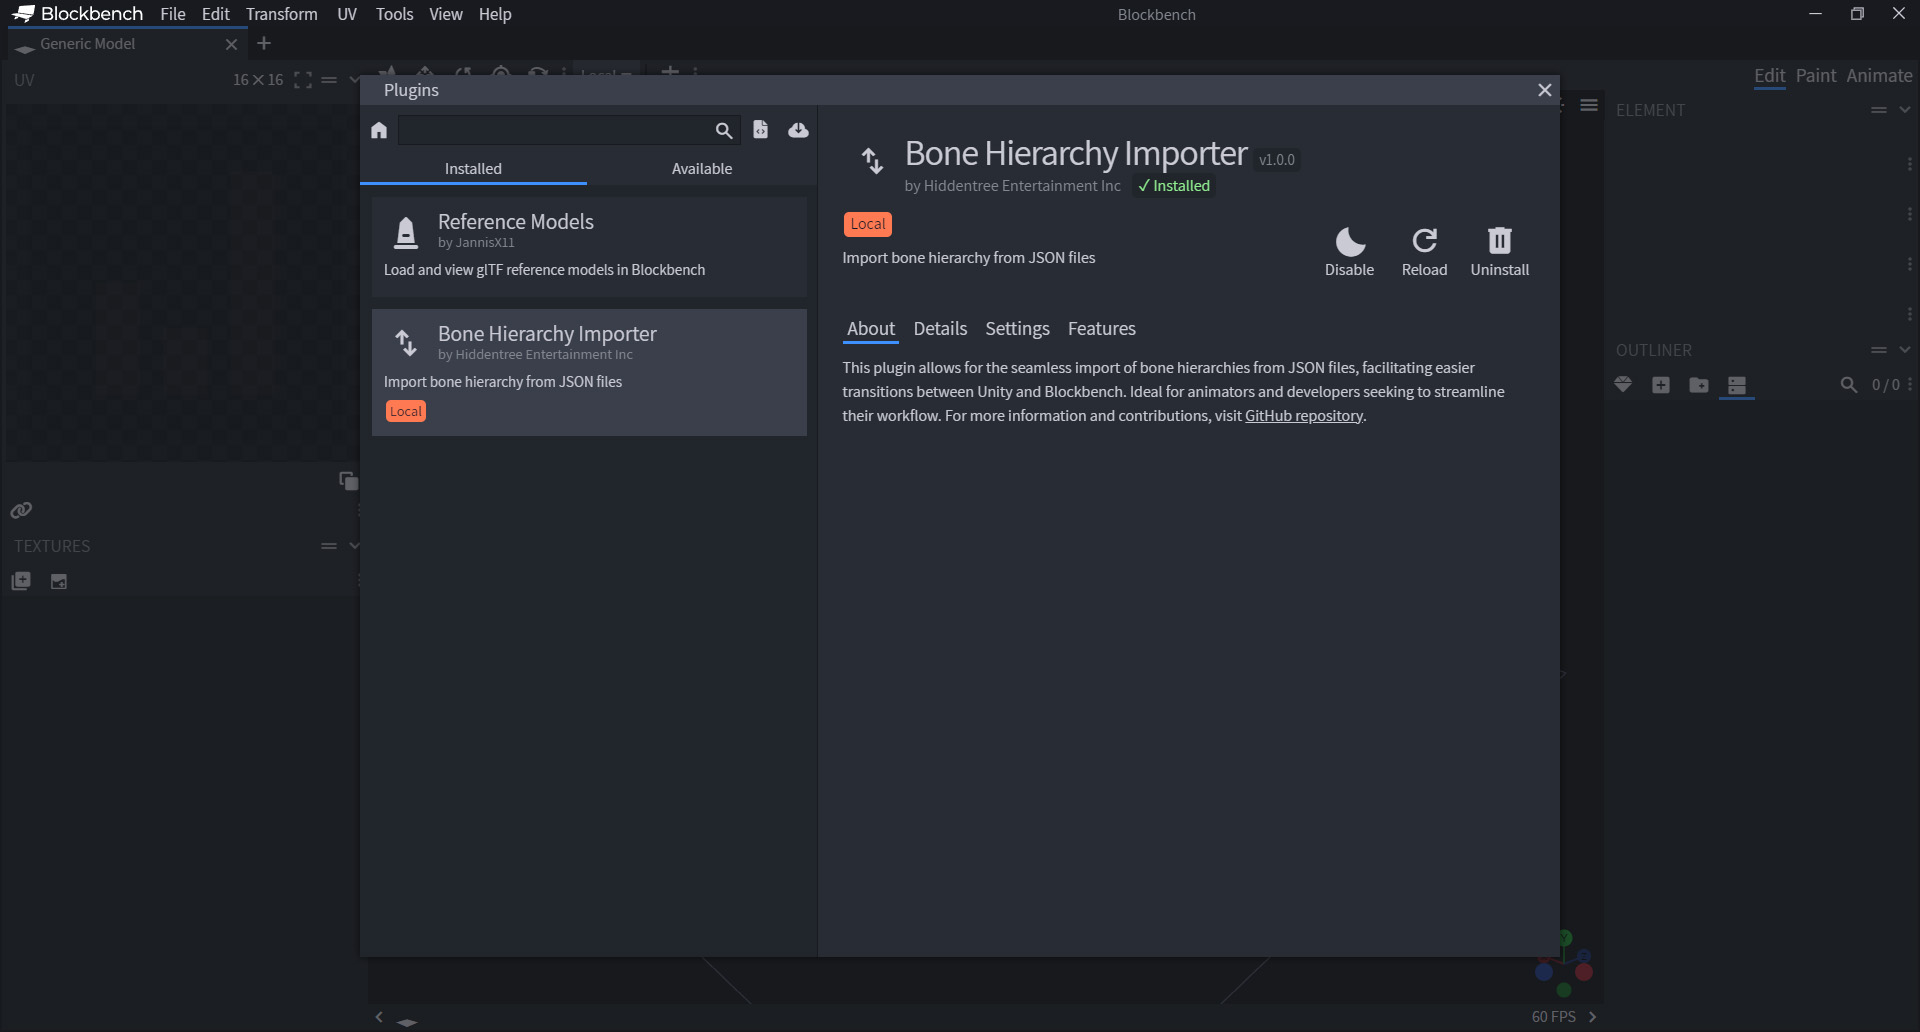 Blockbench File Edit Transform UV Tools View Help
Blockbench
Generic Model
UV
16×16
Local
Edit Paint Animate
Plugins
ELEMENT
Installed
Available
Reference Models
by JannisX11
Load and view glTF reference models in Blockbench
Bone Hierarchy Importer
by Hiddentree Entertainment Inc
Import bone hierarchy from JSON files
Local
Bone Hierarchy Importer v1.0.0
by Hiddentree Entertainment Inc ✓ Installed
Local
Import bone hierarchy from JSON files
Disable
Reload
Uninstall
About Details Settings Features
This plugin allows for the seamless import of bone hierarchies from JSON files, facilitating easier
transitions between Unity and Blockbench. Ideal for animators and developers seeking to streamline
their workflow. For more information and contributions, visit GitHub repository.
OUTLINER
0 / 0
TEXTURES
Y
60 FPS